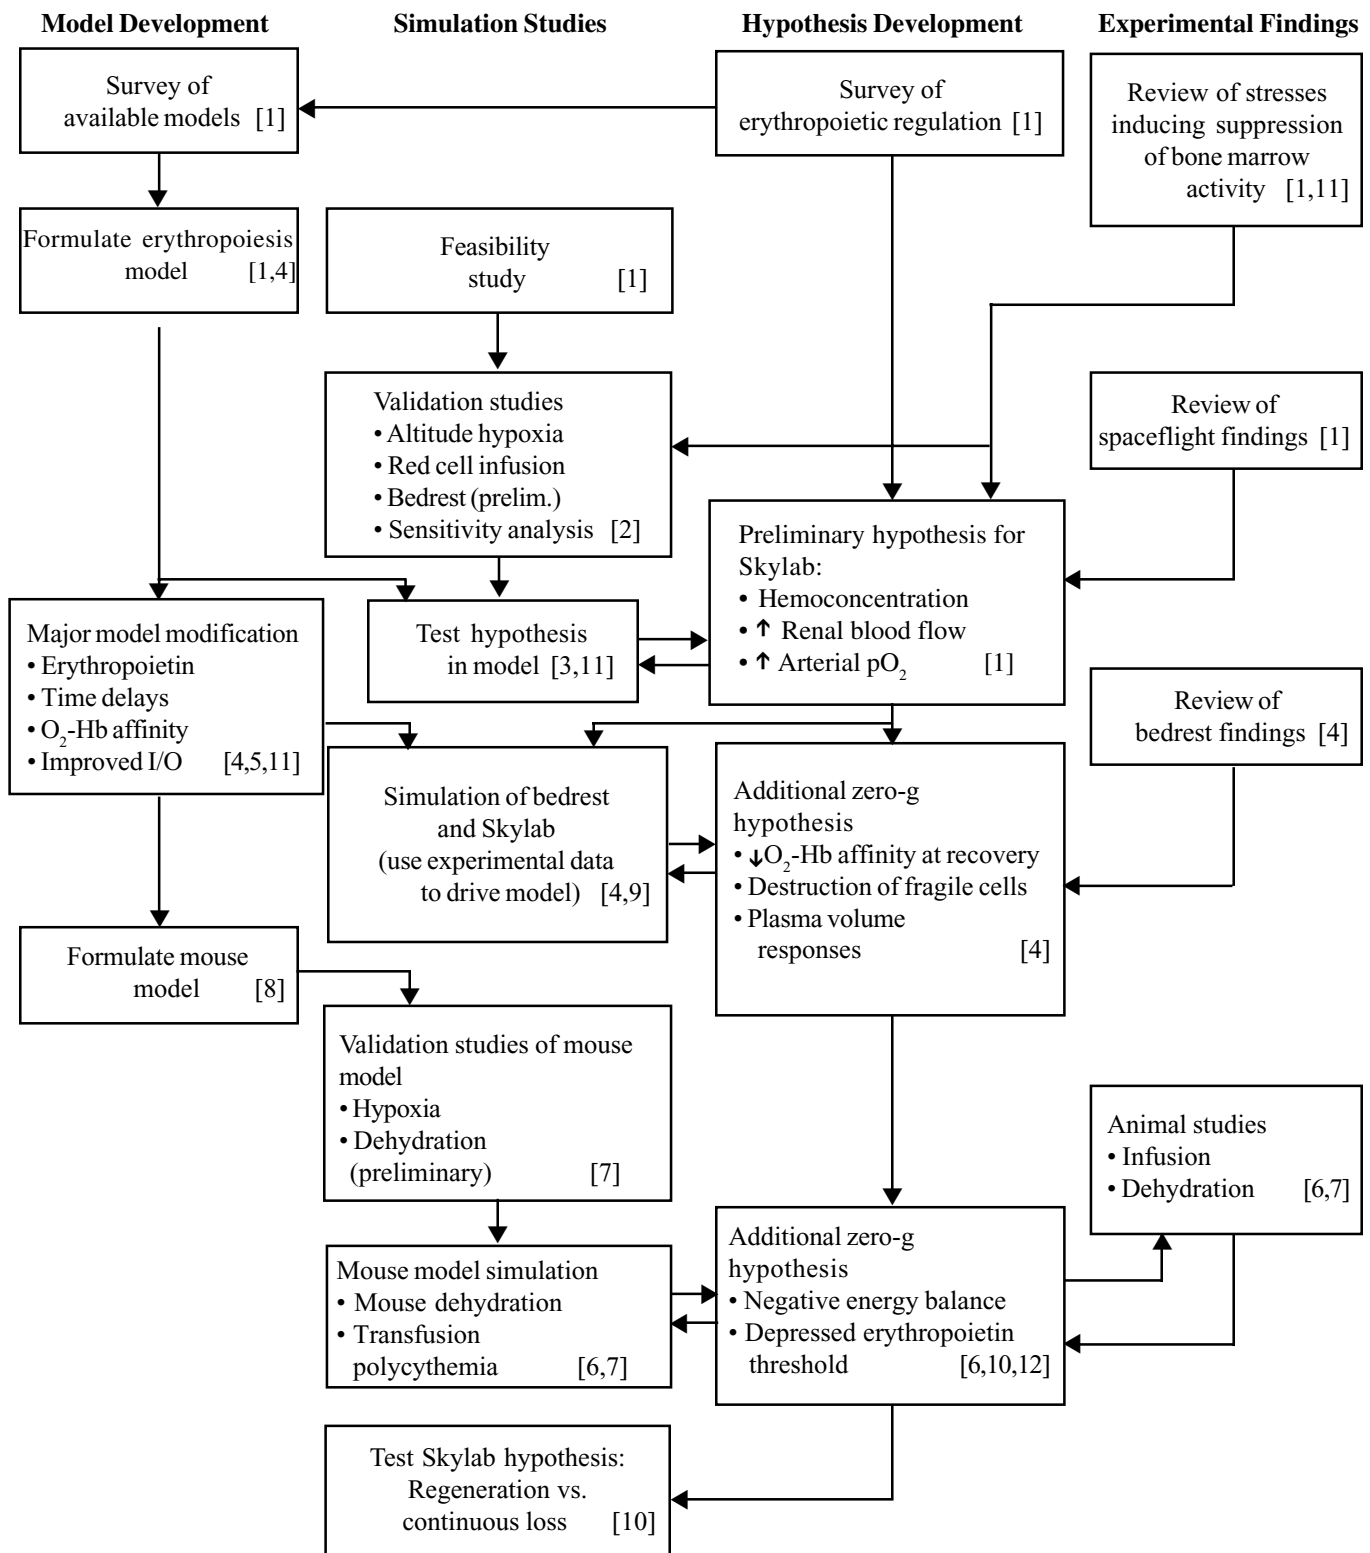 Model Development
Simulation Studies
Hypothesis Development
Experimental Findings
Survey of
available models [1]
Survey of
erythropoietic regulation [1]
Review of stresses
inducing suppression
of bone marrow
activity [1,11]
Formulate erythropoiesis
model [1,4]
Feasibility
study [1]
Validation studies
• Altitude hypoxia
• Red cell infusion
• Bedrest (prelim.)
• Sensitivity analysis [2]
Review of
spaceflight findings [1]
Preliminary hypothesis for
Skylab:
• Hemoconcentration
• ↑ Renal blood flow
• ↑ Arterial pO₂ [1]
Major model modification
• Erythropoietin
• Time delays
• O₂-Hb affinity
• Improved I/O [4,5,11]
Test hypothesis
in model [3,11]
Review of
bedrest findings [4]
Simulation of bedrest
and Skylab
(use experimental data
to drive model) [4,9]
Additional zero-g
hypothesis
• ↓O₂-Hb affinity at recovery
• Destruction of fragile cells
• Plasma volume
responses [4]
Formulate mouse
model [8]
Validation studies of mouse
model
• Hypoxia
• Dehydration
(preliminary) [7]
Animal studies
• Infusion
• Dehydration [6,7]
Mouse model simulation
• Mouse dehydration
• Transfusion
polycythemia [6,7]
Additional zero-g
hypothesis
• Negative energy balance
• Depressed erythropoietin
threshold [6,10,12]
Test Skylab hypothesis:
Regeneration vs.
continuous loss [10]